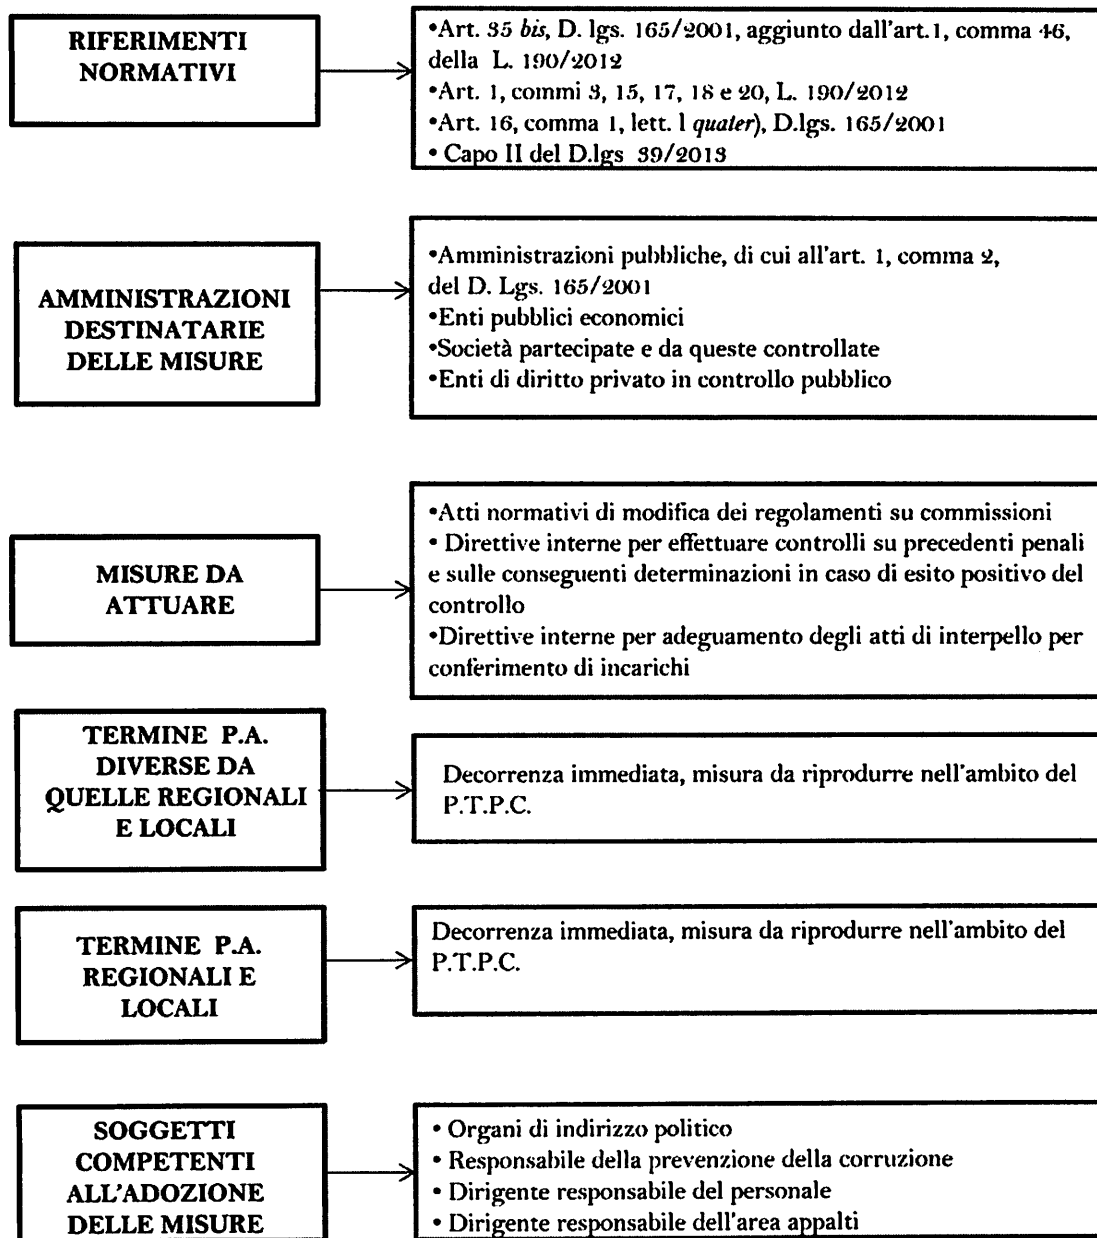 RIFERIMENTI
NORMATIVI
•Art. 35 bis, D. lgs. 165/2001, aggiunto dall'art.1, comma 46,
della L. 190/2012
•Art. 1, commi 3, 15, 17, 18 e 20, L. 190/2012
•Art. 16, comma 1, lett. l quater), D.lgs. 165/2001
• Capo II del D.lgs 39/2013
AMMINISTRAZIONI
DESTINATARIE
DELLE MISURE
•Amministrazioni pubbliche, di cui all'art. 1, comma 2,
del D. Lgs. 165/2001
•Enti pubblici economici
•Società partecipate e da queste controllate
•Enti di diritto privato in controllo pubblico
MISURE DA
ATTUARE
•Atti normativi di modifica dei regolamenti su commissioni
• Direttive interne per effettuare controlli su precedenti penali
e sulle conseguenti determinazioni in caso di esito positivo del
controllo
•Direttive interne per adeguamento degli atti di interpello per
conferimento di incarichi
TERMINE P.A.
DIVERSE DA
QUELLE REGIONALI
E LOCALI
Decorrenza immediata, misura da riprodurre nell'ambito del
P.T.P.C.
TERMINE P.A.
REGIONALI E
LOCALI
Decorrenza immediata, misura da riprodurre nell'ambito del
P.T.P.C.
SOGGETTI
COMPETENTI
ALL'ADOZIONE
DELLE MISURE
• Organi di indirizzo politico
• Responsabile della prevenzione della corruzione
• Dirigente responsabile del personale
• Dirigente responsabile dell'area appalti